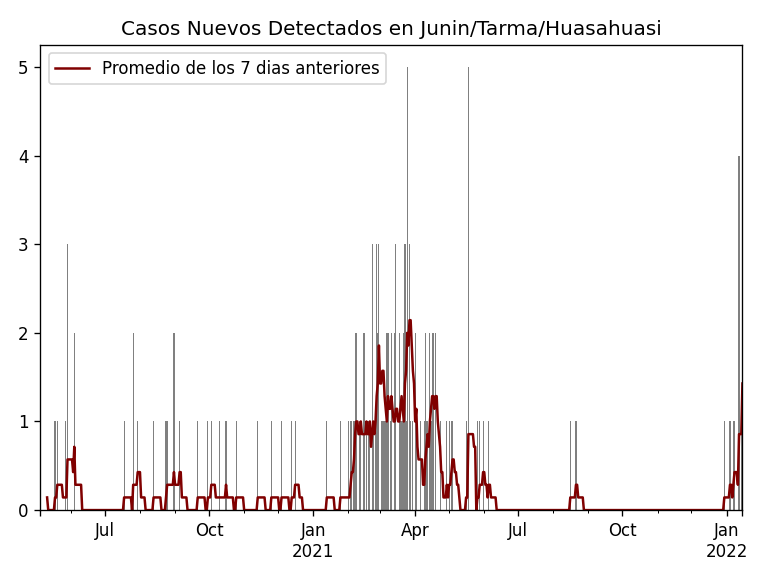 Casos Nuevos Detectados en Junin/Tarma/Huasahuasi
Promedio de los 7 dias anteriores
5
4
3
2
1
0
Jul Oct Jan Apr Jul Oct Jan
2021 2022